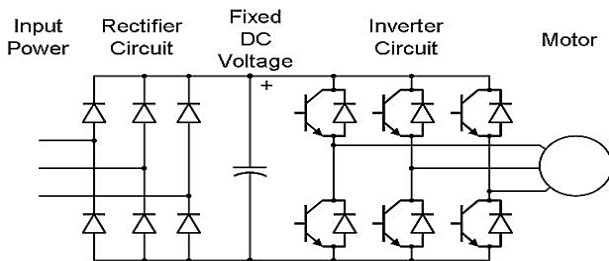 Input
Power
Rectifier
Circuit
Fixed
DC
Voltage
+
Inverter
Circuit
Motor